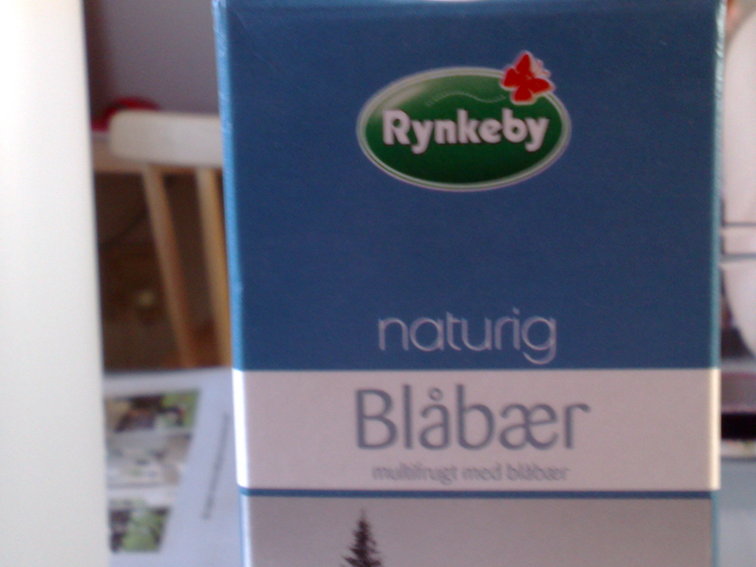 Rynkeby
naturig
Blåbær
multifrugt med blåbær